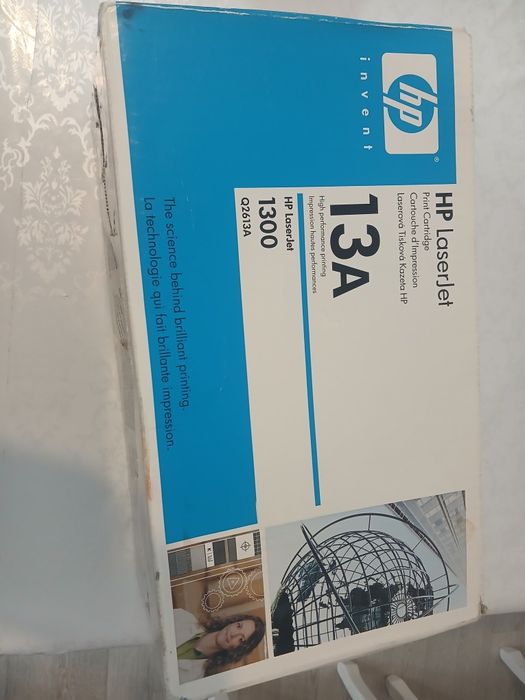 hp
®
invent
HP LaserJet
Print Cartridge
Cartouche d'Impression
Laserová Tisková Kazeta HP
13A
High performance printing
Impression hautes performances
HP LaserJet
1300
Q2613A
The science behind brilliant printing.
La technologie qui fait brillante impression.